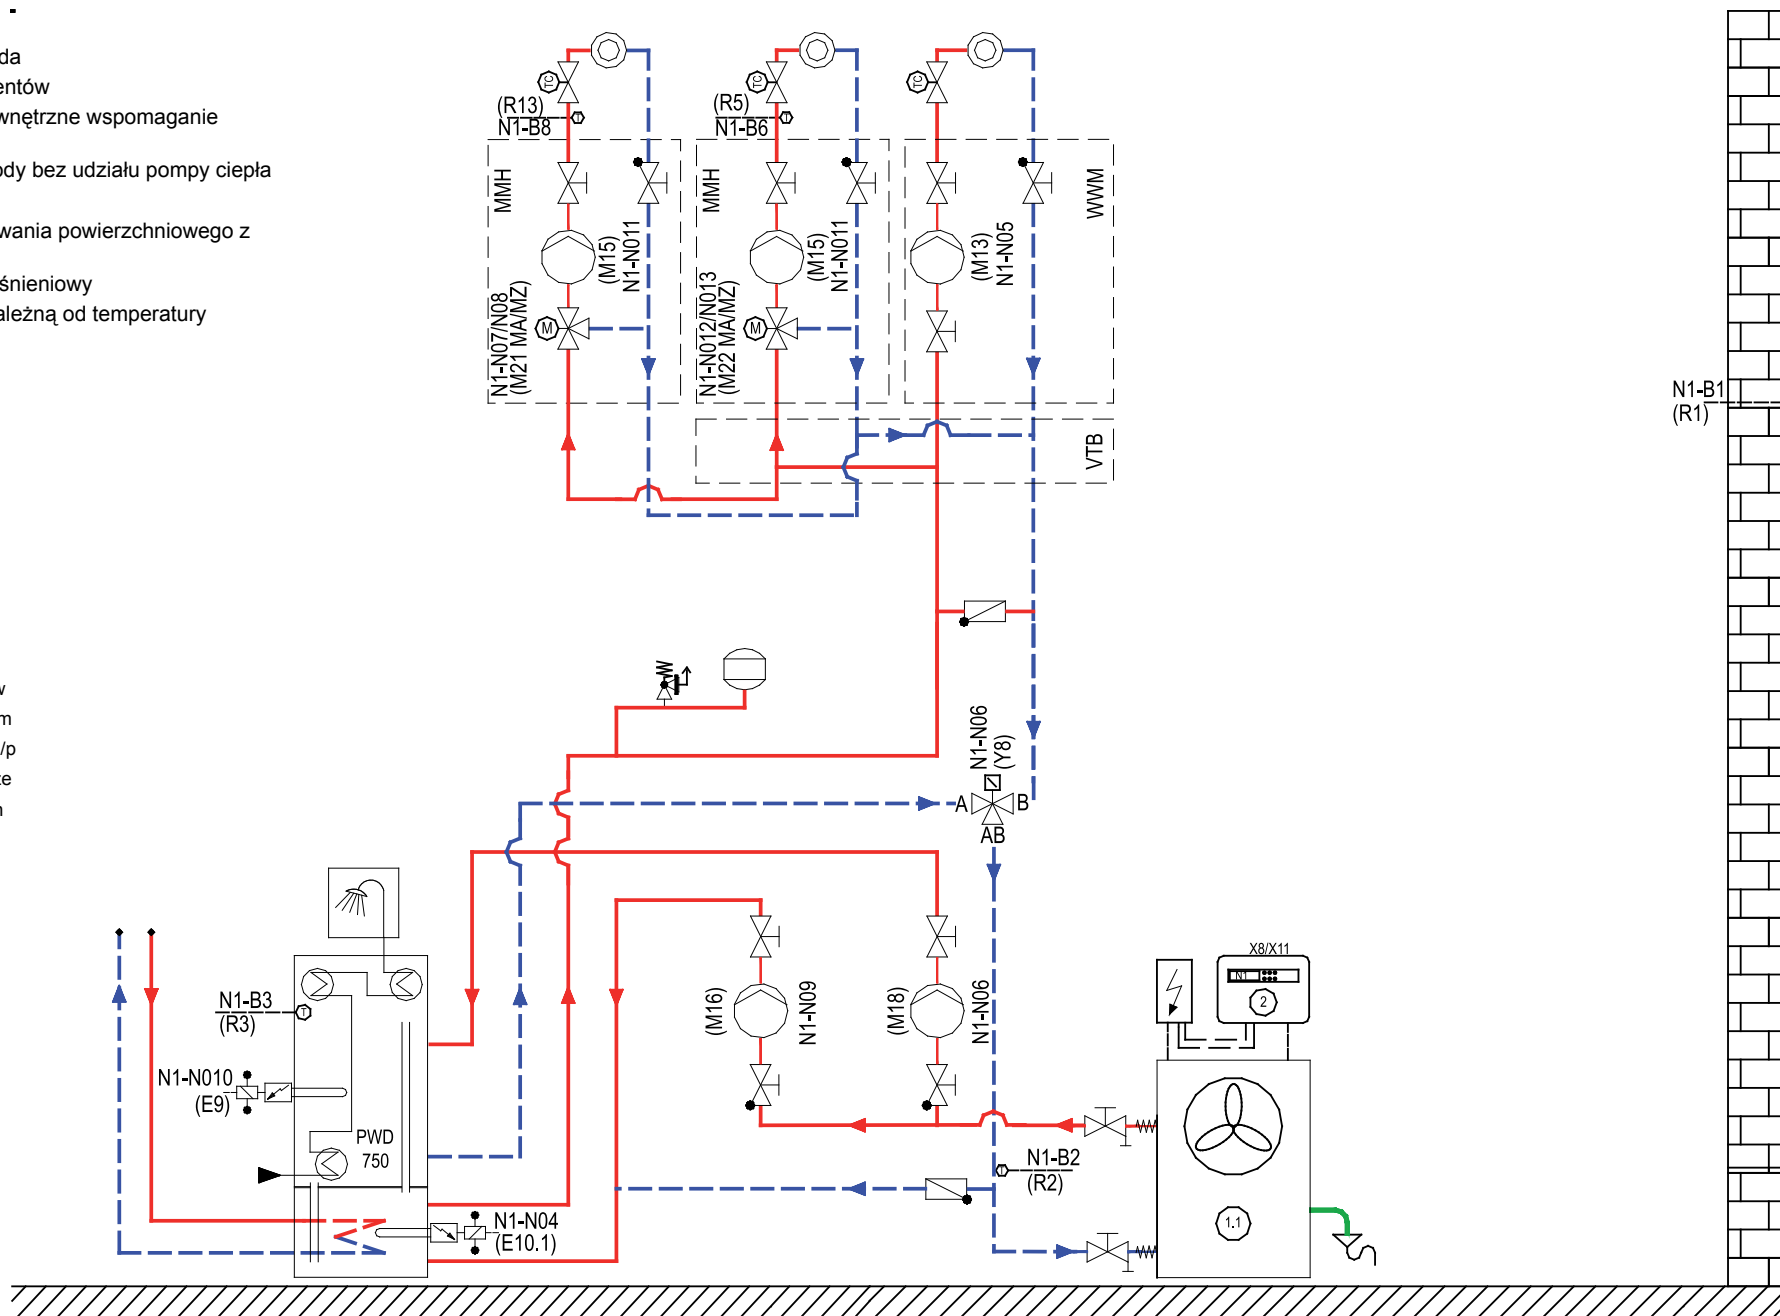 -
da
entów
wnętrzne wspomaganie
ody bez udziału pompy ciepła
wania powierzchniowego z
śnieniowy
ależną od temperatury
w
m
/p
ze
n
(R13)
N1-B8
TC
T
MMH
(M15)
N1-N011
N1-N07/N08
(M21 MA/MZ)
M
(R5)
N1-B6
TC
T
MMH
(M15)
N1-N011
N1-N012/N013
(M22 MA/MZ)
M
TC
WWM
(M13)
N1-N05
VTB
N1-B1
(R1)
N1-N06
(Y8)
A
B
AB
N1-B3
(R3)
T
N1-N010
(E9)
PWD
750
N1-N04
(E10.1)
(M16)
N1-N09
(M18)
N1-N06
T
N1-B2
(R2)
X8/X11
N1
2
1.1